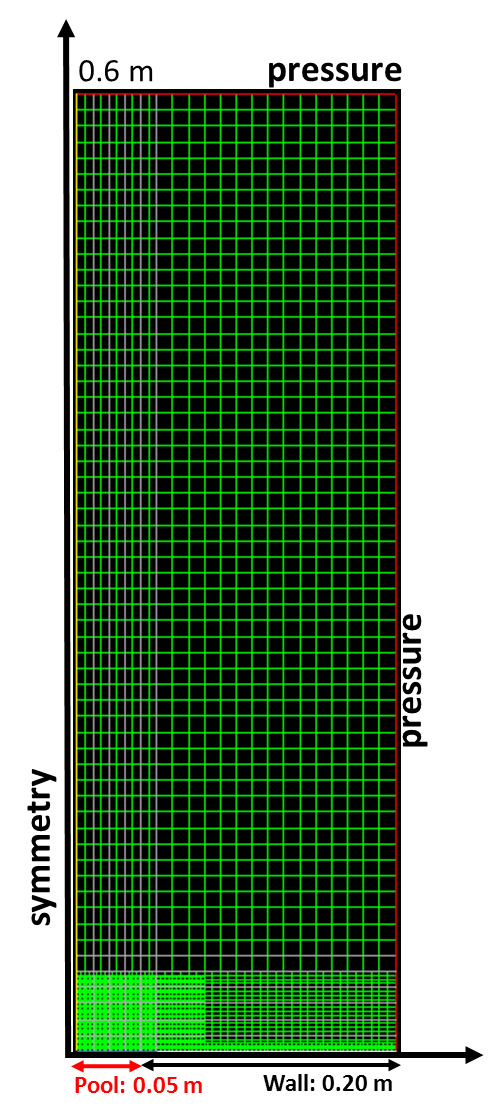 0.6 m
pressure
pressure
symmetry
Pool: 0.05 m
Wall: 0.20 m